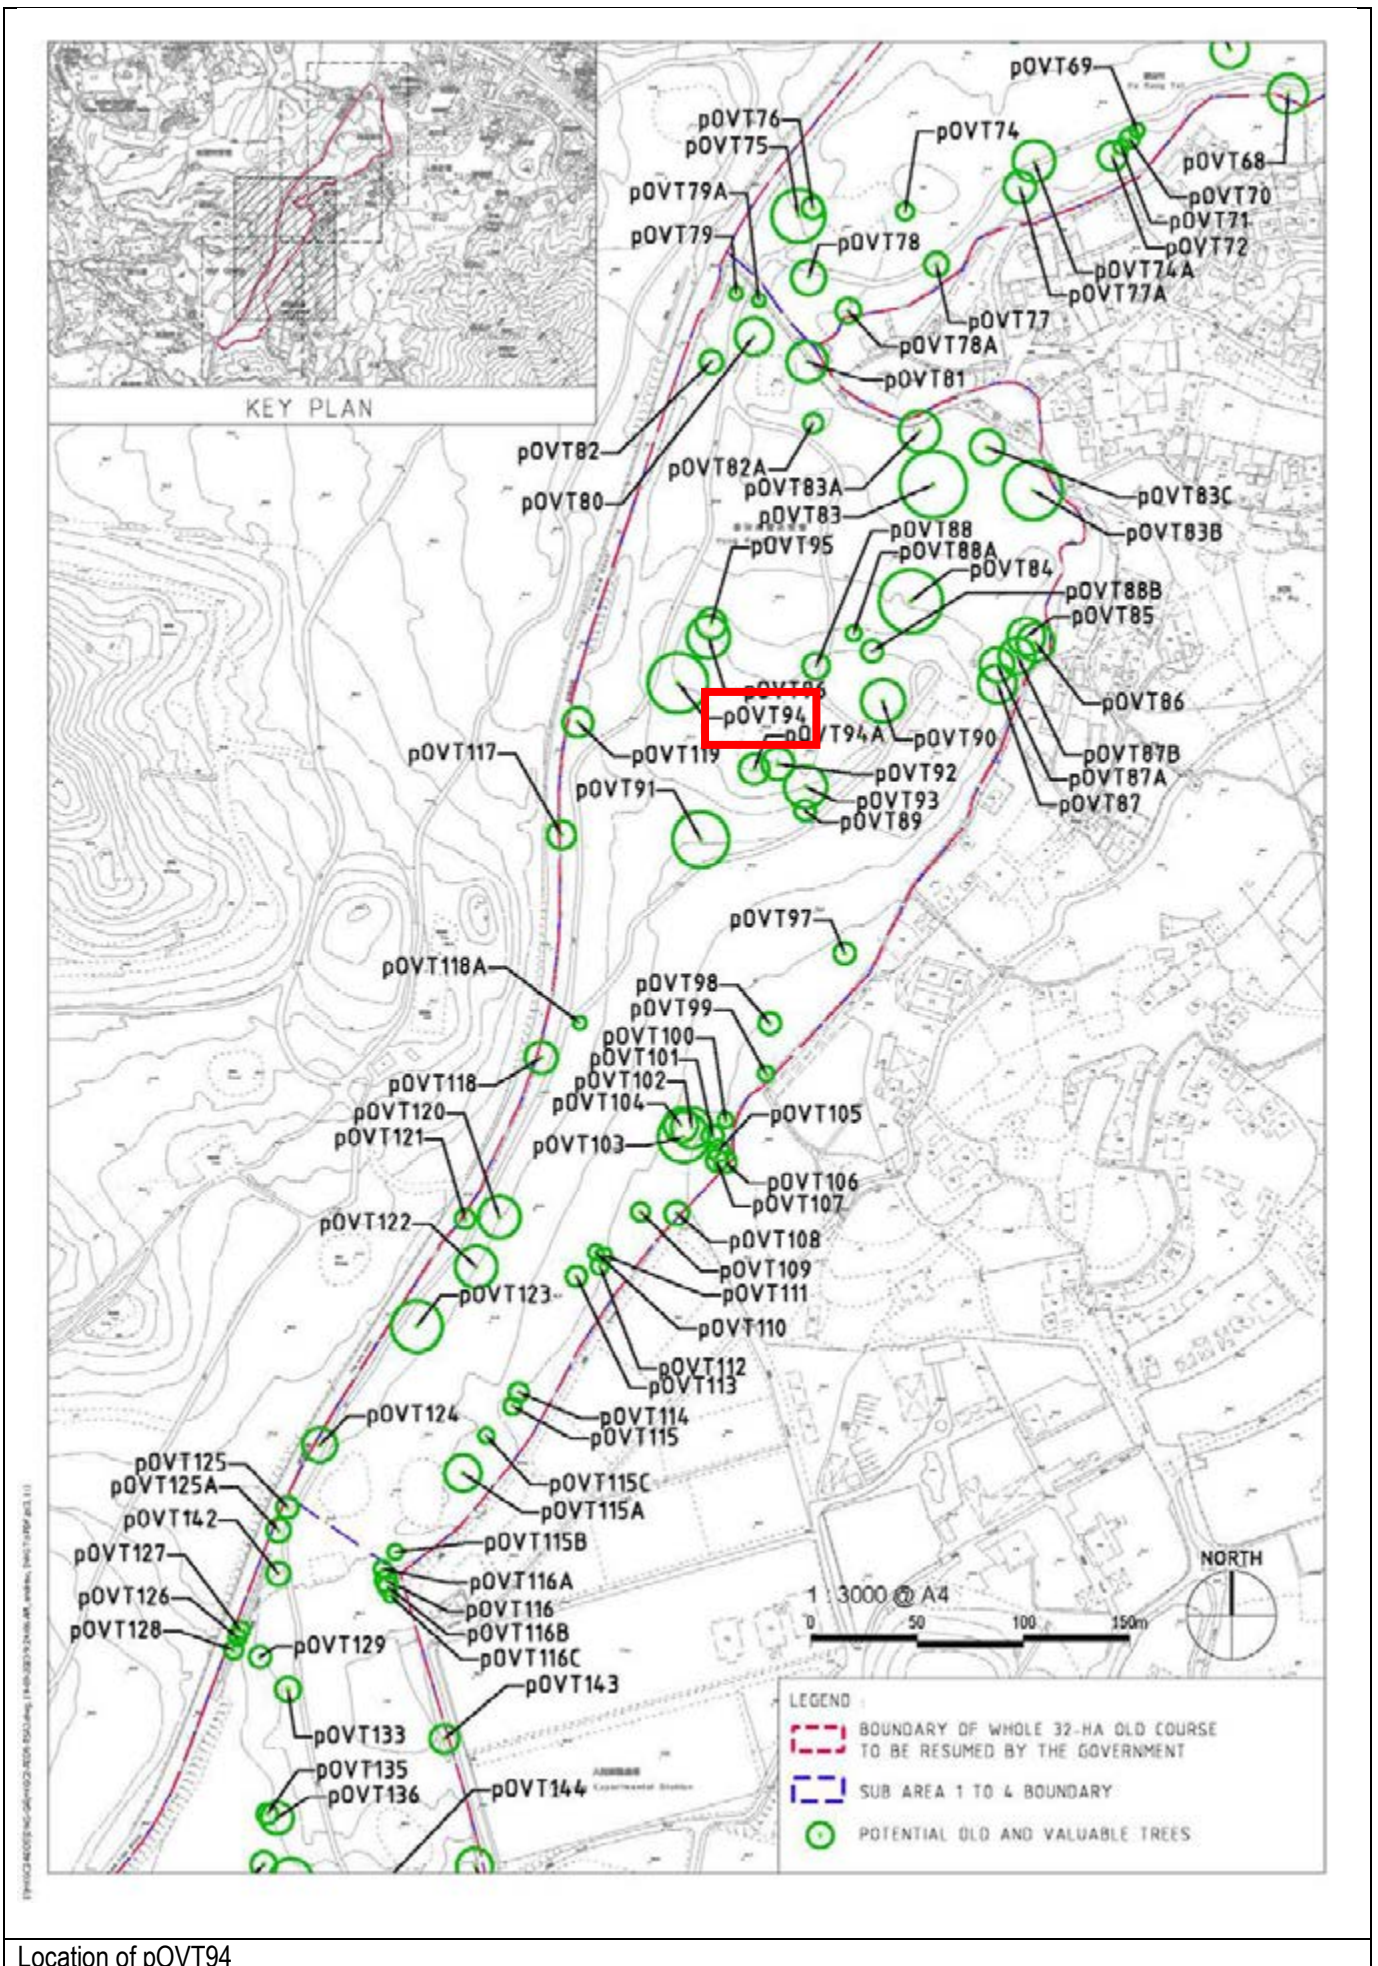 pOVT69
pOVT76
pOVT74
pOVT75
pOVT68
pOVT79A
pOVT70
pOVT71
pOVT79
pOVT78
pOVT72
pOVT74A
pOVT77A
pOVT77
pOVT78A
pOVT81
KEY PLAN
pOVT82
pOVT82A
pOVT83A
pOVT80
pOVT83C
pOVT83
pOVT88
pOVT83B
pOVT95
pOVT88A
pOVT84
pOVT88B
pOVT85
pOVT96
pOVT86
pOVT94
pOVT94A
pOVT90
pOVT117
pOVT119
pOVT87B
pOVT92
pOVT87A
pOVT91
pOVT93
pOVT87
pOVT89
pOVT97
pOVT118A
pOVT98
pOVT99
pOVT100
pOVT101
pOVT118
pOVT102
pOVT104
pOVT120
pOVT105
pOVT121
pOVT103
pOVT106
pOVT107
pOVT122
pOVT108
pOVT109
pOVT123
pOVT111
pOVT110
pOVT112
pOVT113
pOVT124
pOVT114
pOVT115
pOVT125
pOVT125A
pOVT115C
pOVT142
pOVT115A
pOVT127
pOVT115B
NORTH
pOVT116A
1 : 3000 @ A4
pOVT126
pOVT116
0 50 100 150m
pOVT128
pOVT116B
pOVT129
pOVT116C
pOVT143
LEGEND :
BOUNDARY OF WHOLE 32-HA OLD COURSE
TO BE RESUMED BY THE GOVERNMENT
pOVT133
pOVT135
Experimental Station
pOVT136
pOVT144
SUB AREA 1 TO 4 BOUNDARY
POTENTIAL OLD AND VALUABLE TREES
Location of pOVT94